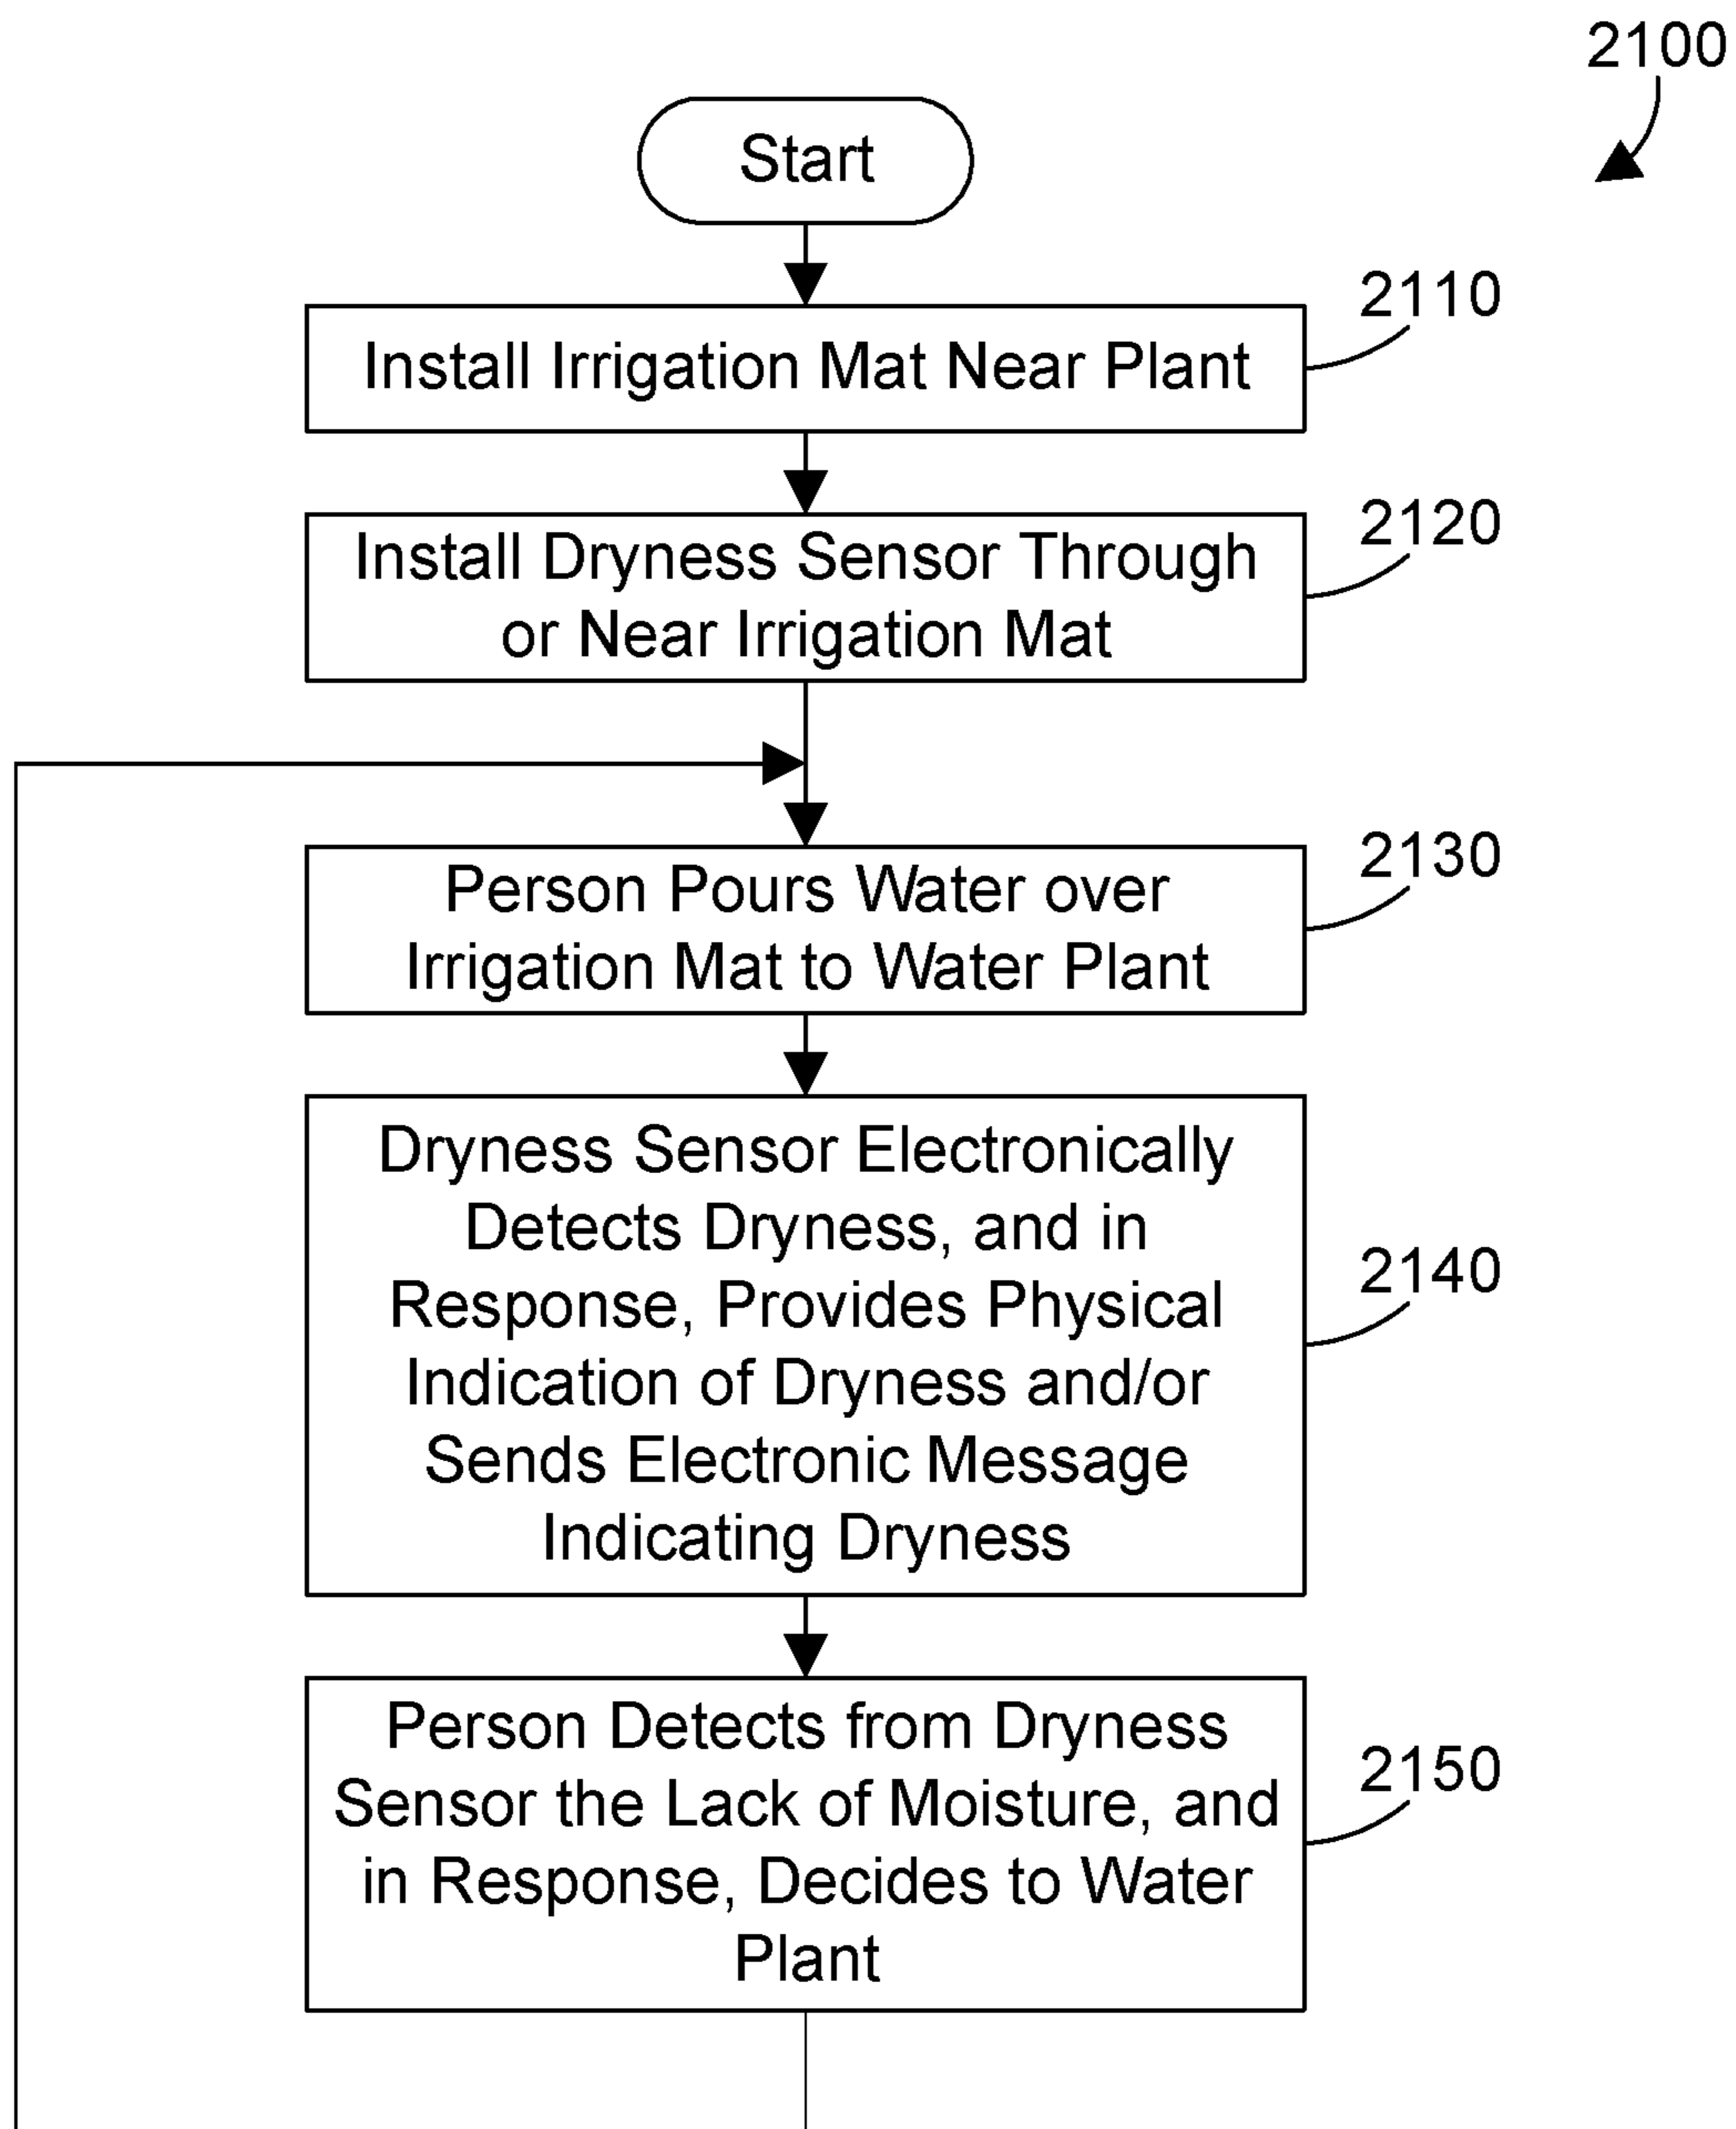 2100
Start
2110
Install Irrigation Mat Near Plant
2120
Install Dryness Sensor Through
or Near Irrigation Mat
2130
Person Pours Water over
Irrigation Mat to Water Plant
2140
Dryness Sensor Electronically
Detects Dryness, and in
Response, Provides Physical
Indication of Dryness and/or
Sends Electronic Message
Indicating Dryness
2150
Person Detects from Dryness
Sensor the Lack of Moisture, and
in Response, Decides to Water
Plant